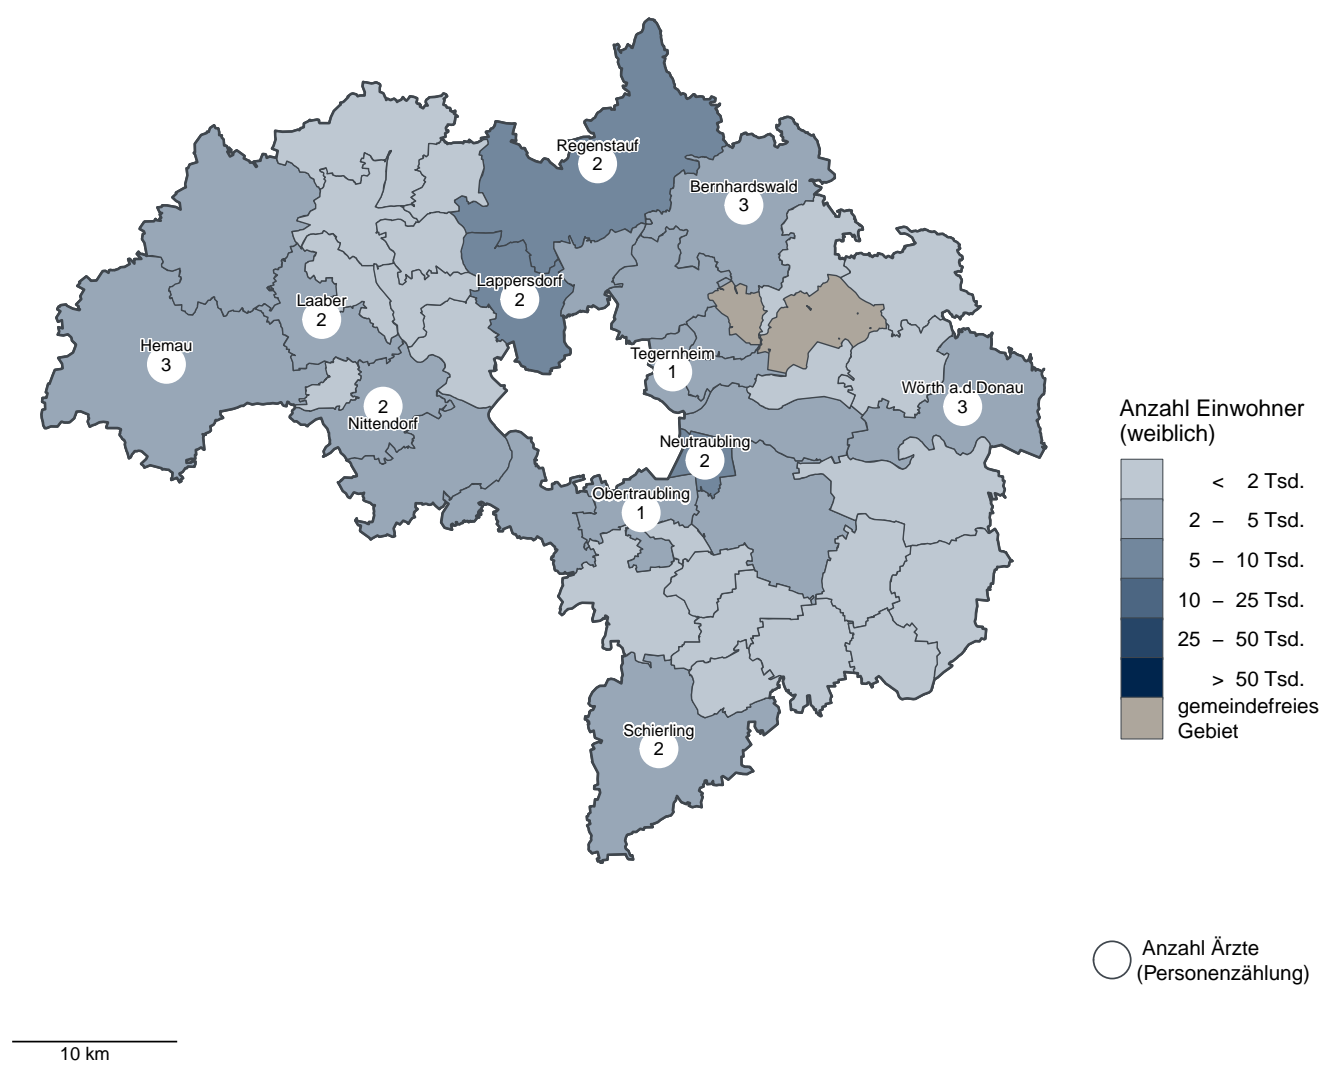 Regenstauf
2
Bernhardswald
3
Lappersdorf
2
Laaber
2
Hemau
3
Tegernheim
1
Wörth a.d.Donau
3
2
Nittendorf
Neutraubling
2
Obertraubling
1
Schierling
2
Anzahl Einwohner
(weiblich)
< 2 Tsd.
2 – 5 Tsd.
5 – 10 Tsd.
10 – 25 Tsd.
25 – 50 Tsd.
> 50 Tsd.
gemeindefreies
Gebiet
Anzahl Ärzte
(Personenzählung)
10 km